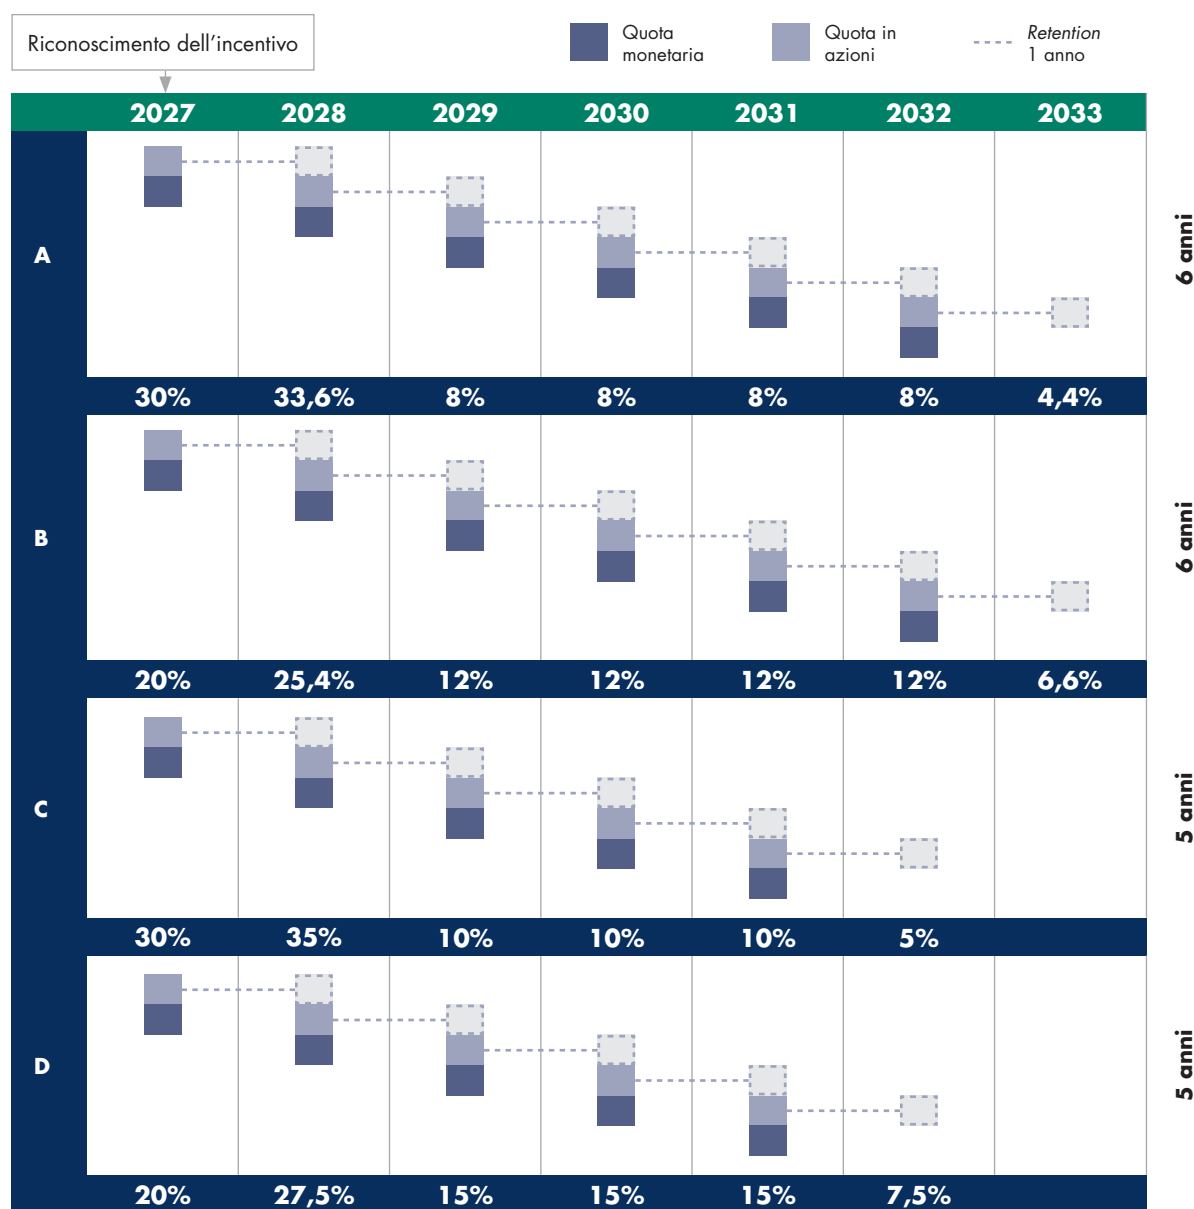 Riconoscimento dell’incentivo
Quota
monetaria
Quota in
azioni
Retention
1 anno
2027 2028 2029 2030 2031 2032 2033
A
6 anni
30% 33,6% 8% 8% 8% 8% 4,4%
B
6 anni
20% 25,4% 12% 12% 12% 12% 6,6%
C
5 anni
30% 35% 10% 10% 10% 5%
D
5 anni
20% 27,5% 15% 15% 15% 7,5%